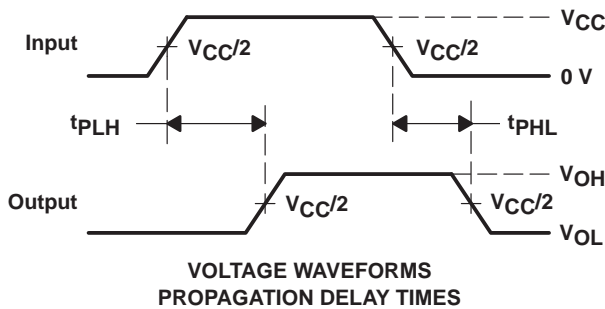 VCC
Input
VCC/2
VCC/2
0 V
tPLH
tPHL
VOH
Output
VCC/2
VCC/2
VOL
VOLTAGE WAVEFORMS
PROPAGATION DELAY TIMES